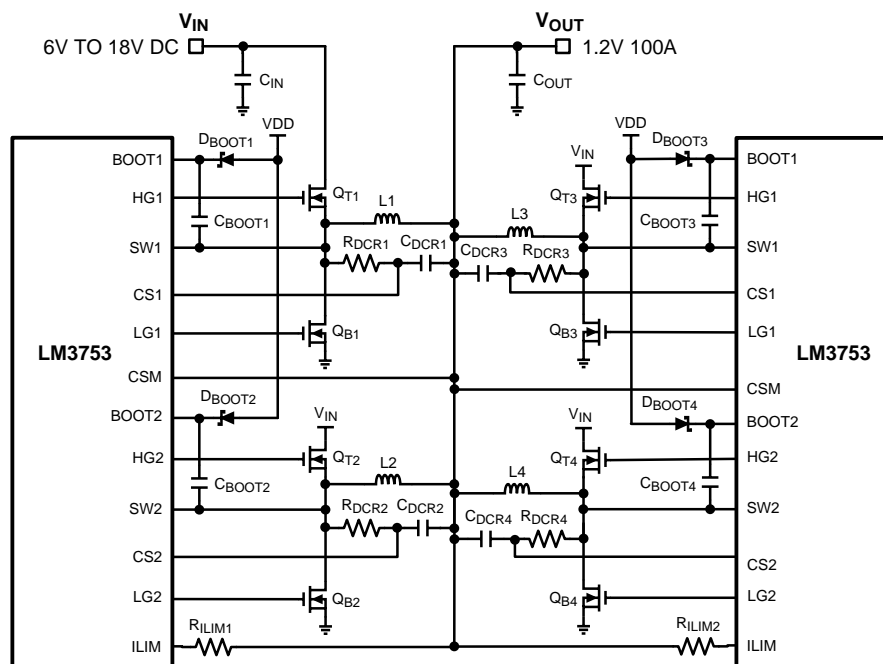 VIN
VOUT
6V TO 18V DC
1.2V 100A
CIN
COUT
VDD
VDD
DBOOT1
DBOOT3
BOOT1
BOOT1
VIN
HG1
QT1
L1
QT3
HG1
CBOOT1
L3
CBOOT3
SW1
RDCR1
CDCR1
CDCR3
RDCR3
SW1
CS1
CS1
LG1
QB1
QB3
LG1
LM3753
LM3753
CSM
CSM
DBOOT2
DBOOT4
BOOT2
VIN
VIN
BOOT2
HG2
QT2
QT4
HG2
CBOOT2
L2
L4
CBOOT4
SW2
RDCR2
CDCR2
CDCR4
RDCR4
SW2
CS2
CS2
LG2
QB2
QB4
LG2
RILIM1
RILIM2
ILIM
ILIM